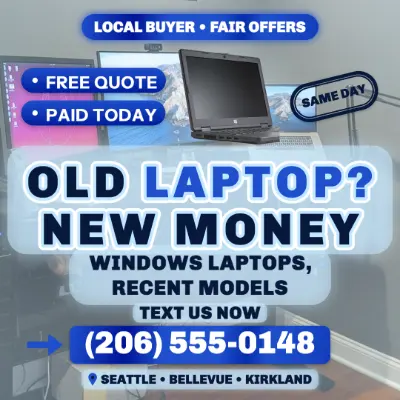 LOCAL BUYER • FAIR OFFERS
• FREE QUOTE
• PAID TODAY
SAME DAY
OLD LAPTOP?
NEW MONEY
WINDOWS LAPTOPS,
RECENT MODELS
TEXT US NOW
(206) 555-0148
SEATTLE • BELLEVUE • KIRKLAND